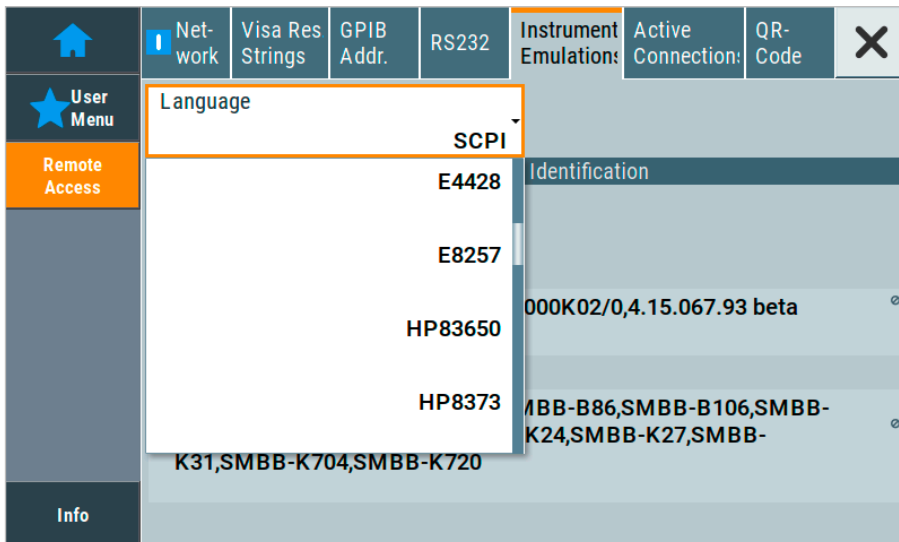 Net-
work
Visa Res
Strings
GPIB
Addr.
RS232
Instrument
Emulations
Active
Connection
QR-
Code
User
Menu
Language
SCPI
Remote
Access
E4428
Identification
E8257
000K02/0,4.15.067.93 beta
HP83650
HP8373
MBB-B86,SMBB-B106,SMBB-
K24,SMBB-K27,SMBB-
K31,SMBB-K704,SMBB-K720
Info